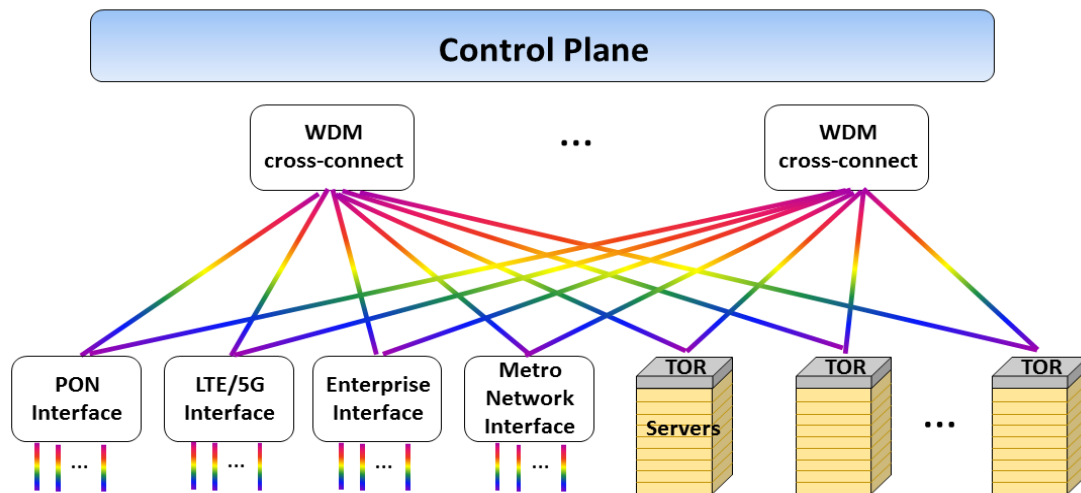 Control Plane
WDM
cross-connect
...
WDM
cross-connect
PON
Interface
...
LTE/5G
Interface
...
Enterprise
Interface
...
Metro
Network
Interface
...
TOR
Servers
TOR
...
TOR